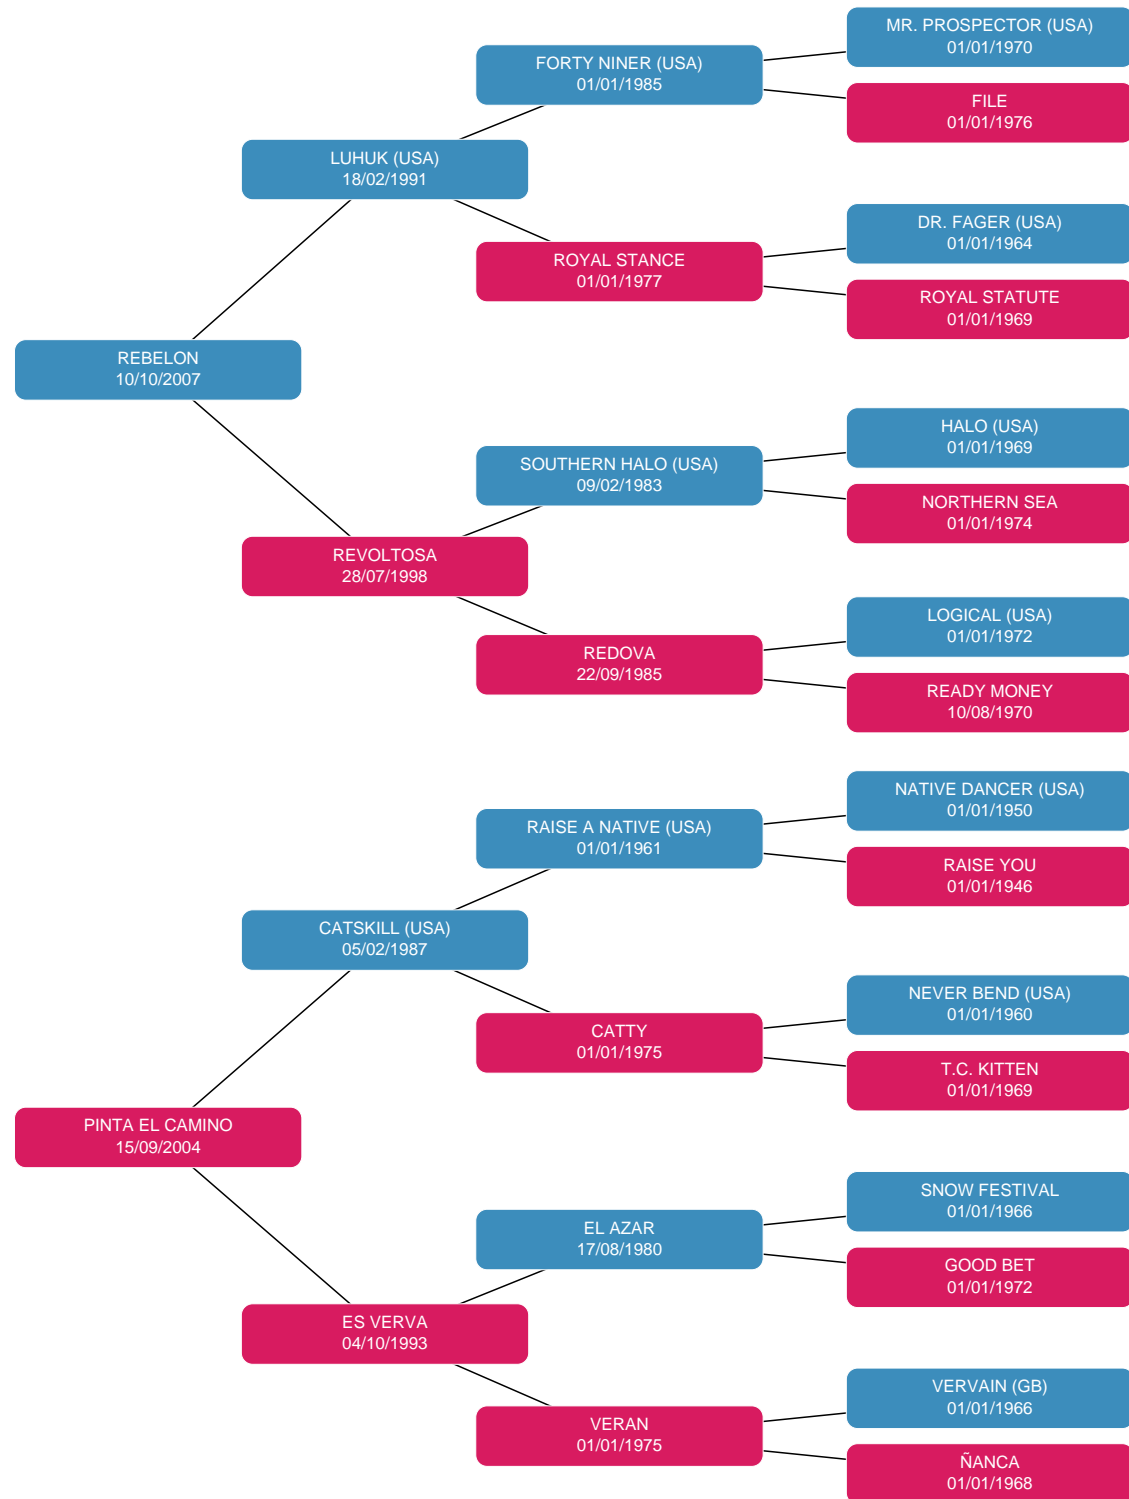 MR. PROSPECTOR (USA)
01/01/1970
FORTY NINER (USA)
01/01/1985
FILE
01/01/1976
LUHUK (USA)
18/02/1991
DR. FAGER (USA)
01/01/1964
ROYAL STANCE
01/01/1977
ROYAL STATUTE
01/01/1969
REBELON
10/10/2007
HALO (USA)
01/01/1969
SOUTHERN HALO (USA)
09/02/1983
NORTHERN SEA
01/01/1974
REVOLTOSA
28/07/1998
LOGICAL (USA)
01/01/1972
REDOVA
22/09/1985
READY MONEY
10/08/1970
NATIVE DANCER (USA)
01/01/1950
RAISE A NATIVE (USA)
01/01/1961
RAISE YOU
01/01/1946
CATSKILL (USA)
05/02/1987
NEVER BEND (USA)
01/01/1960
CATTY
01/01/1975
T.C. KITTEN
01/01/1969
PINTA EL CAMINO
15/09/2004
SNOW FESTIVAL
01/01/1966
EL AZAR
17/08/1980
GOOD BET
01/01/1972
ES VERVA
04/10/1993
VERVAIN (GB)
01/01/1966
VERAN
01/01/1975
ÑANCA
01/01/1968